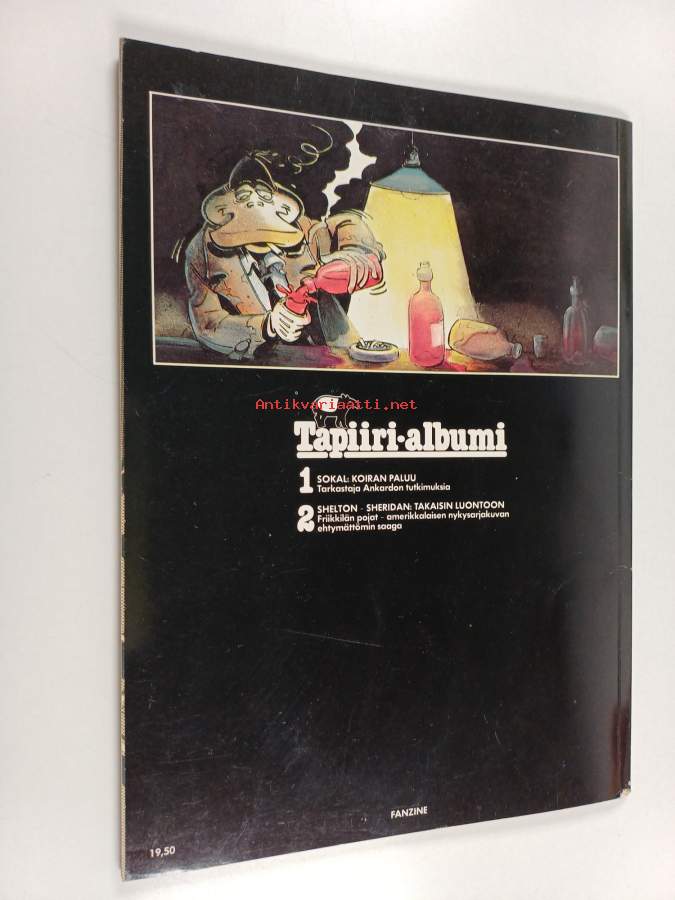 Antikvariaatti.net
Tapiiri-albumi
1 SOKAL: KOIRAN PALUU
Tarkastaja Ankardon tutkimuksia
2 SHELTON - SHERIDAN: TAKAISIN LUONTOON
Friikkilän pojat - amerikkalaisen nykysarjakuvan
ehtymättömin saaga
FANZINE
19,50